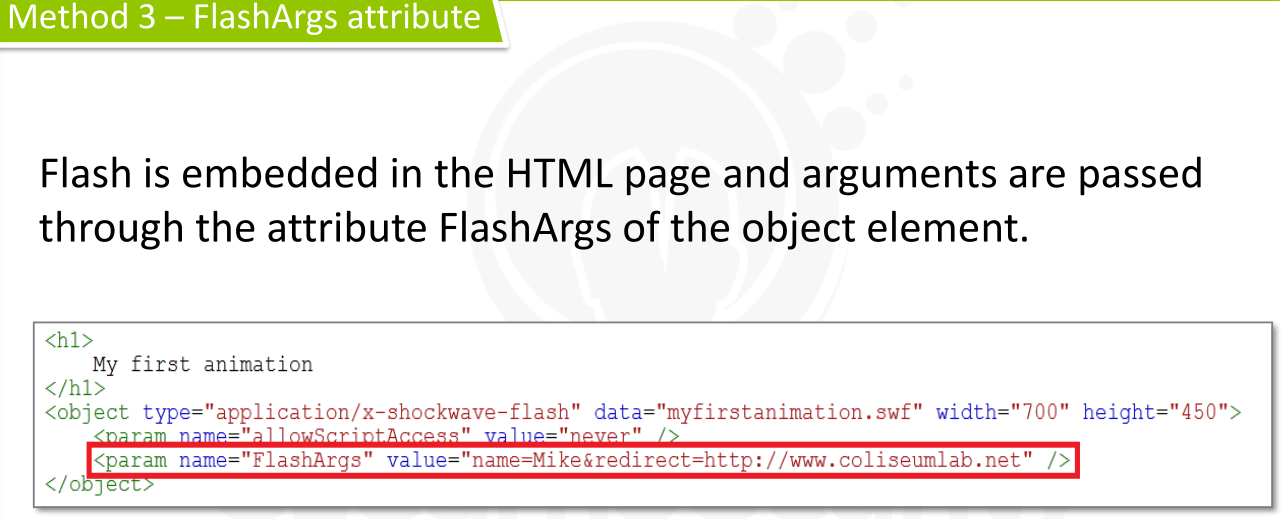 Method 3 – FlashArgs attribute
Flash is embedded in the HTML page and arguments are passed
through the attribute FlashArgs of the object element.
<h1>
My first animation
</h1>
<object type="application/x-shockwave-flash" data="myfirstanimation.swf" width="700" height="450">
<param name="allowScriptAccess" value="never" />
<param name="FlashArgs" value="name=Mike&redirect=http://www.coliseumlab.net" />
</object>